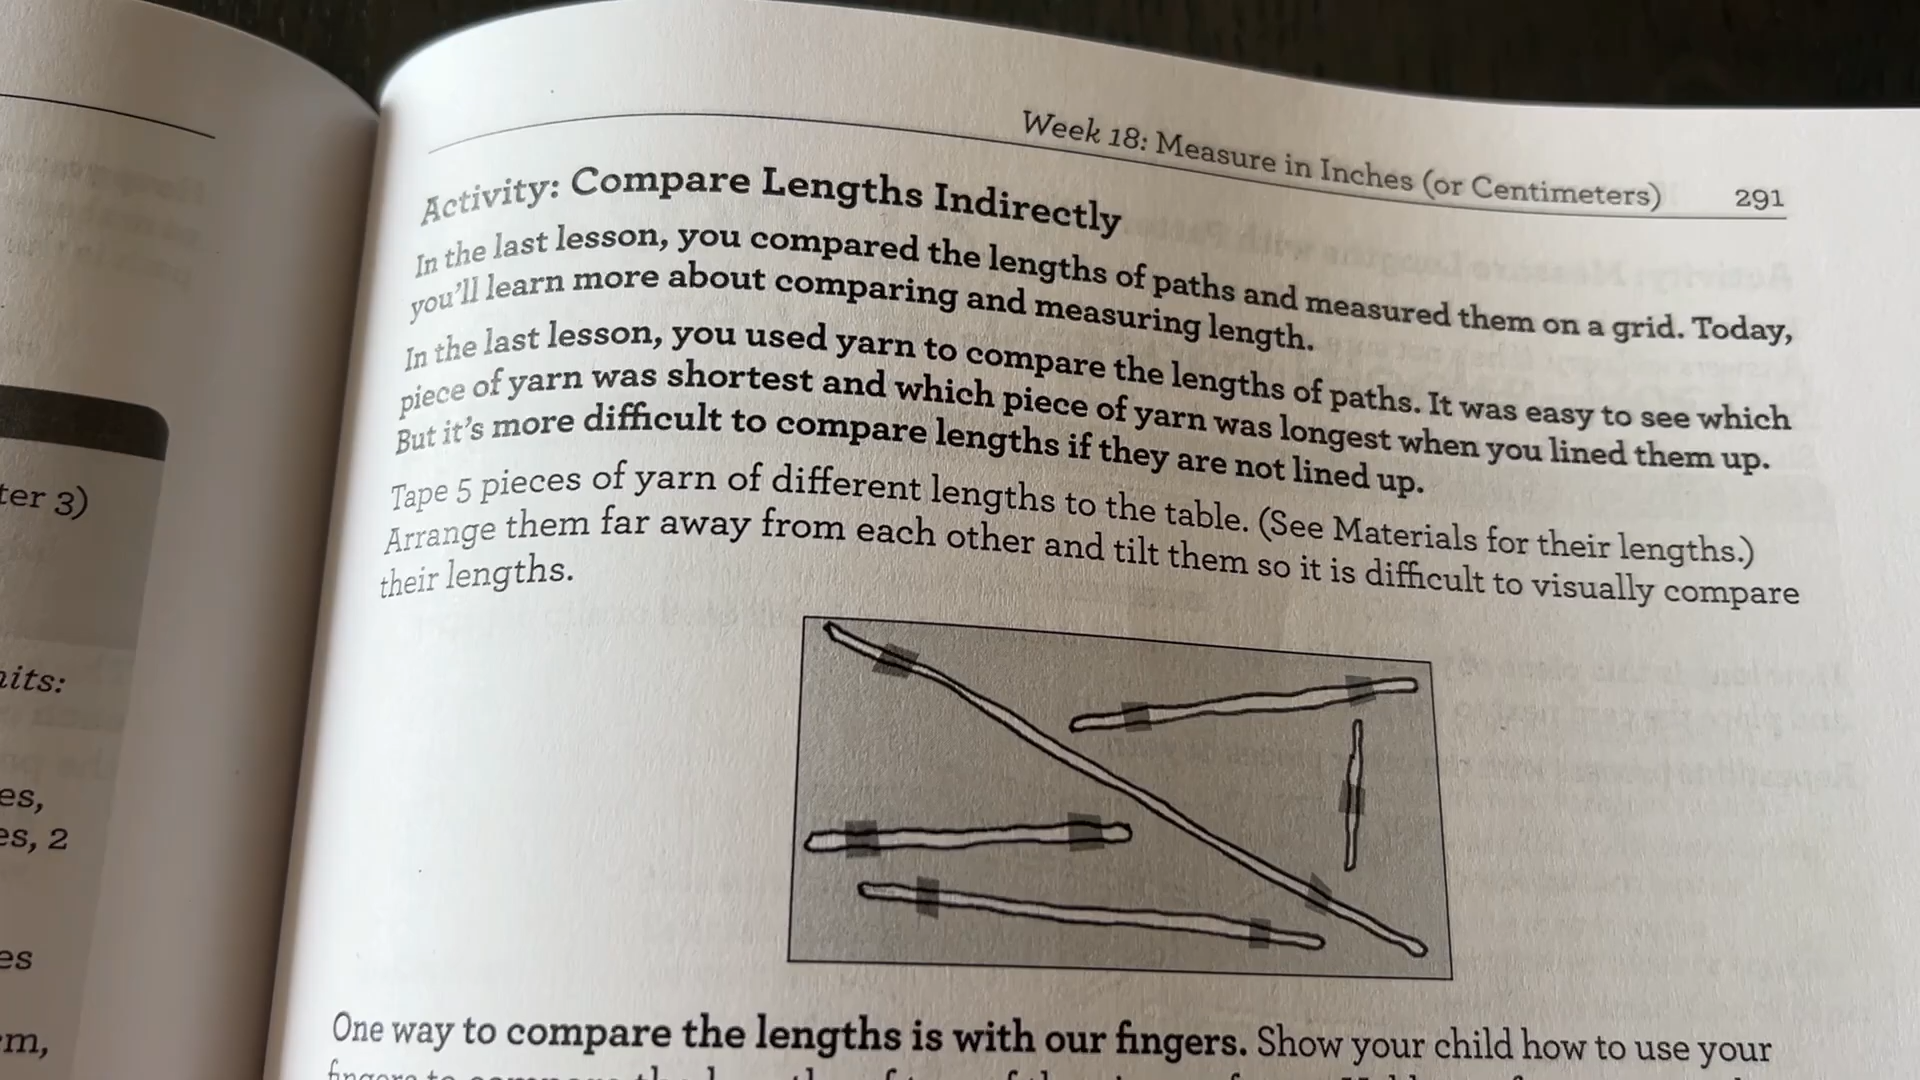 ter 3)
nits:
es,
es, 2
es
m,
Week 18: Measure in Inches (or Centimeters) 291
Activity: Compare Lengths Indirectly
In the last lesson, you compared the lengths of paths and measured them on a grid. Today,
you'll learn more about comparing and measuring length.
In the last lesson, you used yarn to compare the lengths of paths. It was easy to see which
piece of yarn was shortest and which piece of yarn was longest when you lined them up.
But it's more difficult to compare lengths if they are not lined up.
Tape 5 pieces of yarn of different lengths to the table. (See Materials for their lengths.)
Arrange them far away from each other and tilt them so it is difficult to visually compare
their lengths.
One way to compare the lengths is with our fingers. Show your child how to use your